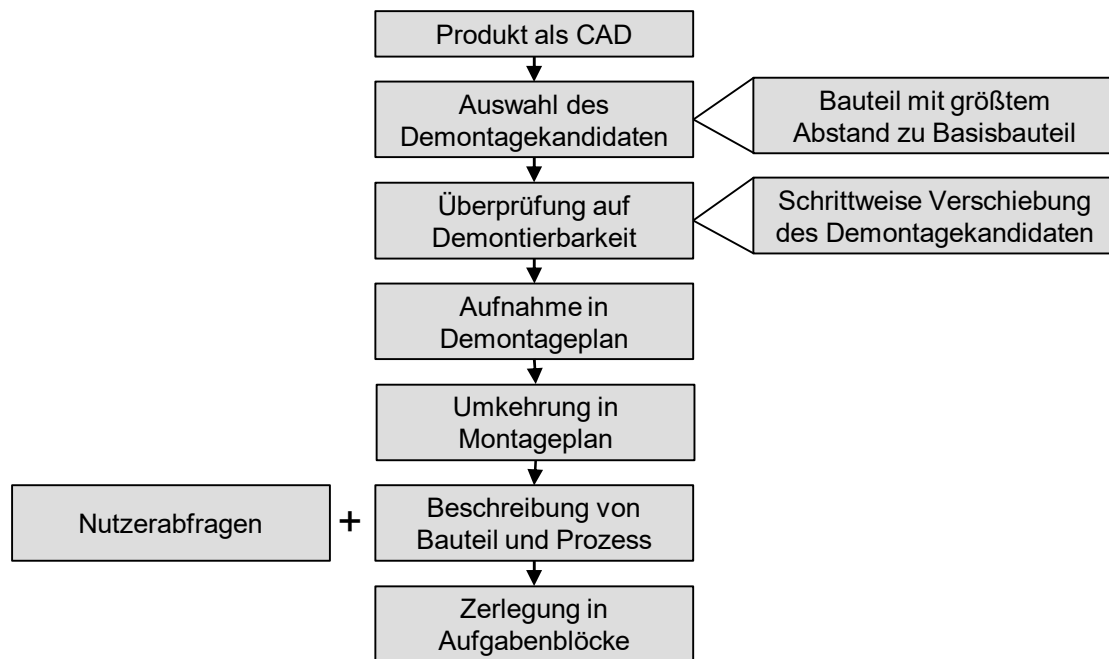 Produkt als CAD
Auswahl des
Demontagekandidaten
Bauteil mit größtem
Abstand zu Basisbauteil
Überprüfung auf
Demontierbarkeit
Schrittweise Verschiebung
des Demontagekandidaten
Aufnahme in
Demontageplan
Umkehrung in
Montageplan
Nutzerabfragen
+
Beschreibung von
Bauteil und Prozess
Zerlegung in
Aufgabenblöcke